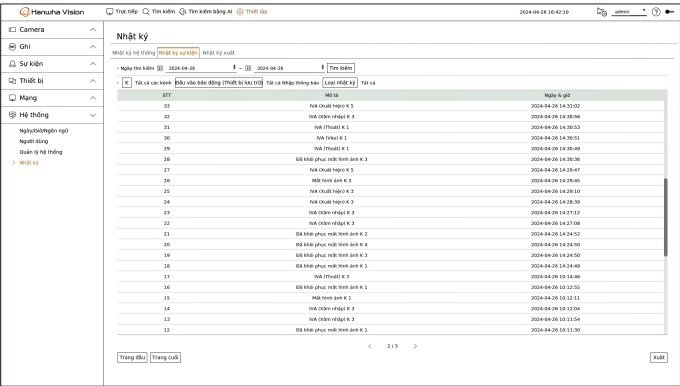 Hanwha Vision
Trực tiếp Tìm kiếm Tìm kiếm bằng AI Thiết lập 2024-04-26 16:42:10 admin
Camera
Ghi
Sự kiện
Thiết bị
Mạng
Hệ thống
Ngày/Giờ/Ngôn ngữ
Người dùng
Quản lý hệ thống
Nhật ký
Nhật ký
Nhật ký hệ thống Nhật ký sự kiện Nhật ký xuất
Ngày tìm kiếm 2024-04-26 ~ 2024-04-26 Tìm kiếm
K Tất cả các kênh Đầu vào báo động (Thiết bị lưu trữ) Tất cả Nhập thông báo Loại nhật ký Tất cả
STT Mô tả Ngày & giờ
33 IVA (Xuất hiện) K 5 2024-04-26 14:31:02
32 IVA (Xâm nhập) K 3 2024-04-26 14:30:56
31 IVA (Thoát) K 1 2024-04-26 14:30:53
30 IVA (Vào) K 1 2024-04-26 14:30:51
29 IVA (Thoát) K 1 2024-04-26 14:30:49
28 Đã khôi phục mất hình ảnh K 3 2024-04-26 14:30:36
27 IVA (Xuất hiện) K 5 2024-04-26 14:29:47
26 Mất hình ảnh K 3 2024-04-26 14:29:45
25 IVA (Xuất hiện) K 3 2024-04-26 14:29:10
24 IVA (Xuất hiện) K 3 2024-04-26 14:28:39
23 IVA (Xâm nhập) K 3 2024-04-26 14:27:12
22 IVA (Xâm nhập) K 3 2024-04-26 14:27:08
21 Đã khôi phục mất hình ảnh K 2 2024-04-26 14:24:52
20 Đã khôi phục mất hình ảnh K 4 2024-04-26 14:24:50
19 Đã khôi phục mất hình ảnh K 3 2024-04-26 14:24:50
18 Đã khôi phục mất hình ảnh K 1 2024-04-26 14:24:49
17 IVA (Thoát) K 3 2024-04-26 10:14:46
16 Đã khôi phục mất hình ảnh K 1 2024-04-26 10:12:55
15 Mất hình ảnh K 1 2024-04-26 10:12:11
14 IVA (Xâm nhập) K 3 2024-04-26 10:12:04
13 IVA (Xâm nhập) K 3 2024-04-26 10:11:54
12 Đã khôi phục mất hình ảnh K 1 2024-04-26 10:11:30
2 / 3
Trang đầu Trang cuối Xuất